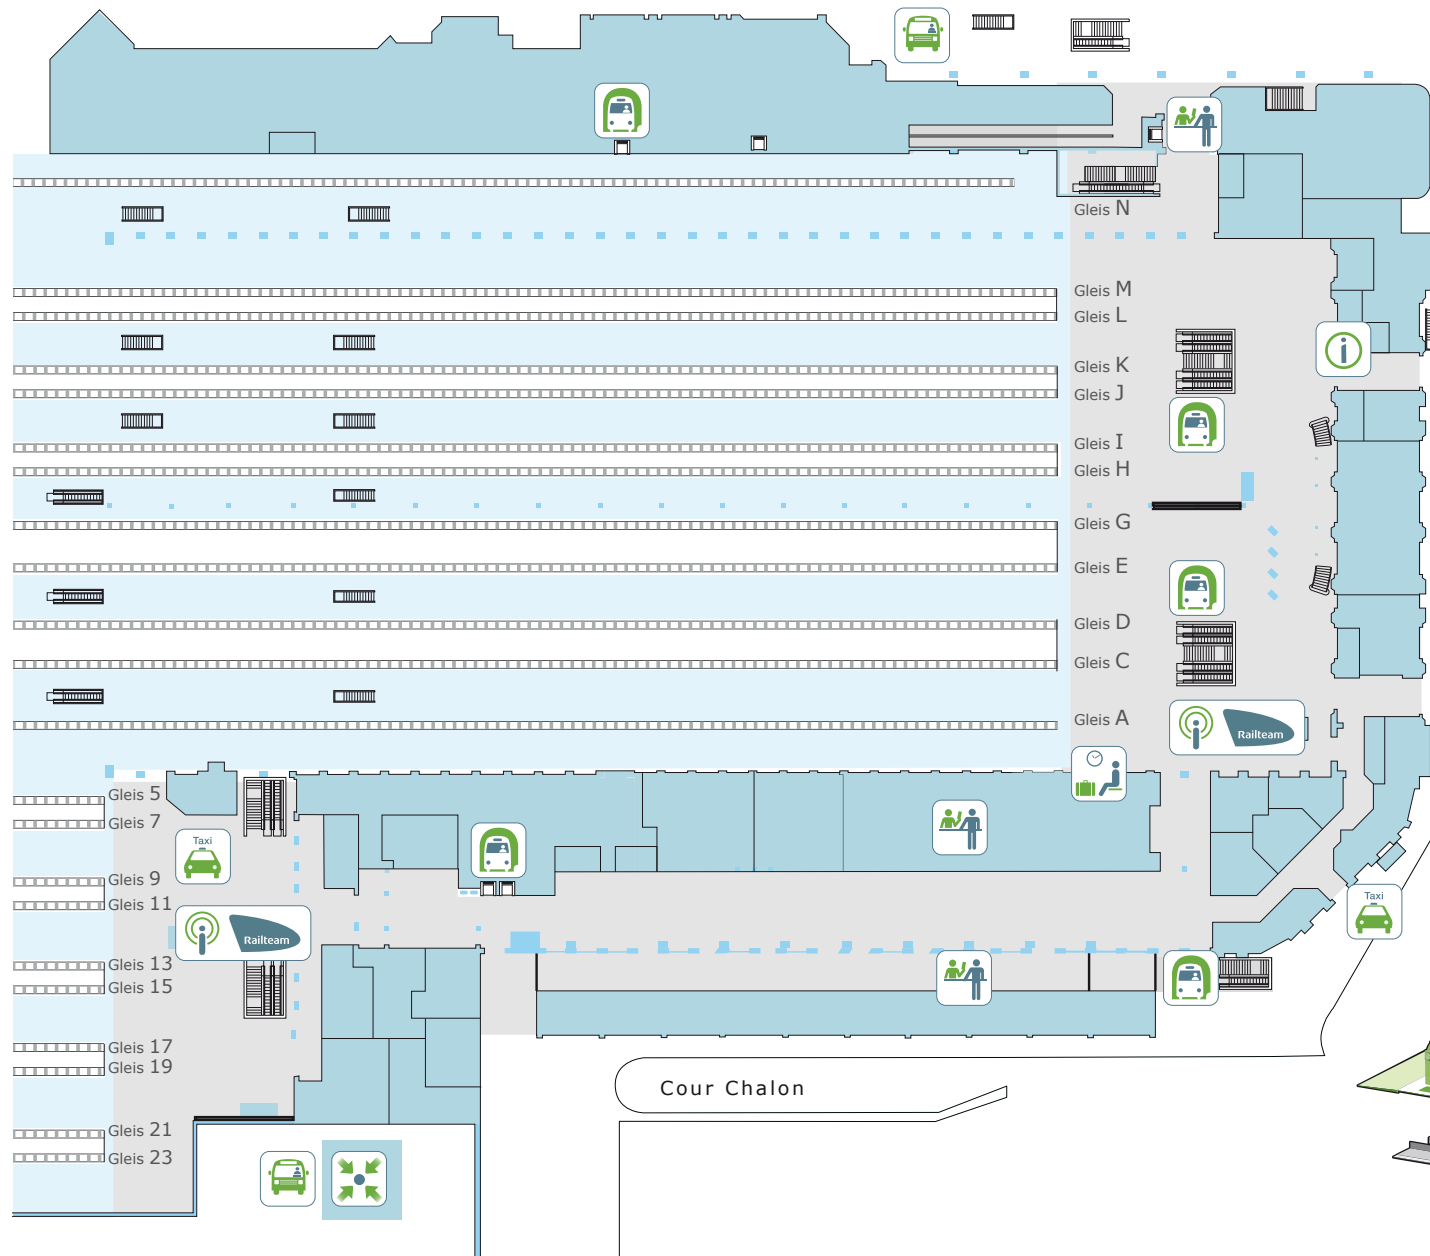 Gleis N
Gleis M
Gleis L
Gleis K
Gleis J
Gleis I
Gleis H
Gleis G
Gleis E
Gleis D
Gleis C
Gleis A
Railteam
Gleis 5
Gleis 7
Taxi
Gleis 9
Gleis 11
Taxi
Railteam
Gleis 13
Gleis 15
Gleis 17
Gleis 19
Cour Chalon
Gleis 21
Gleis 23